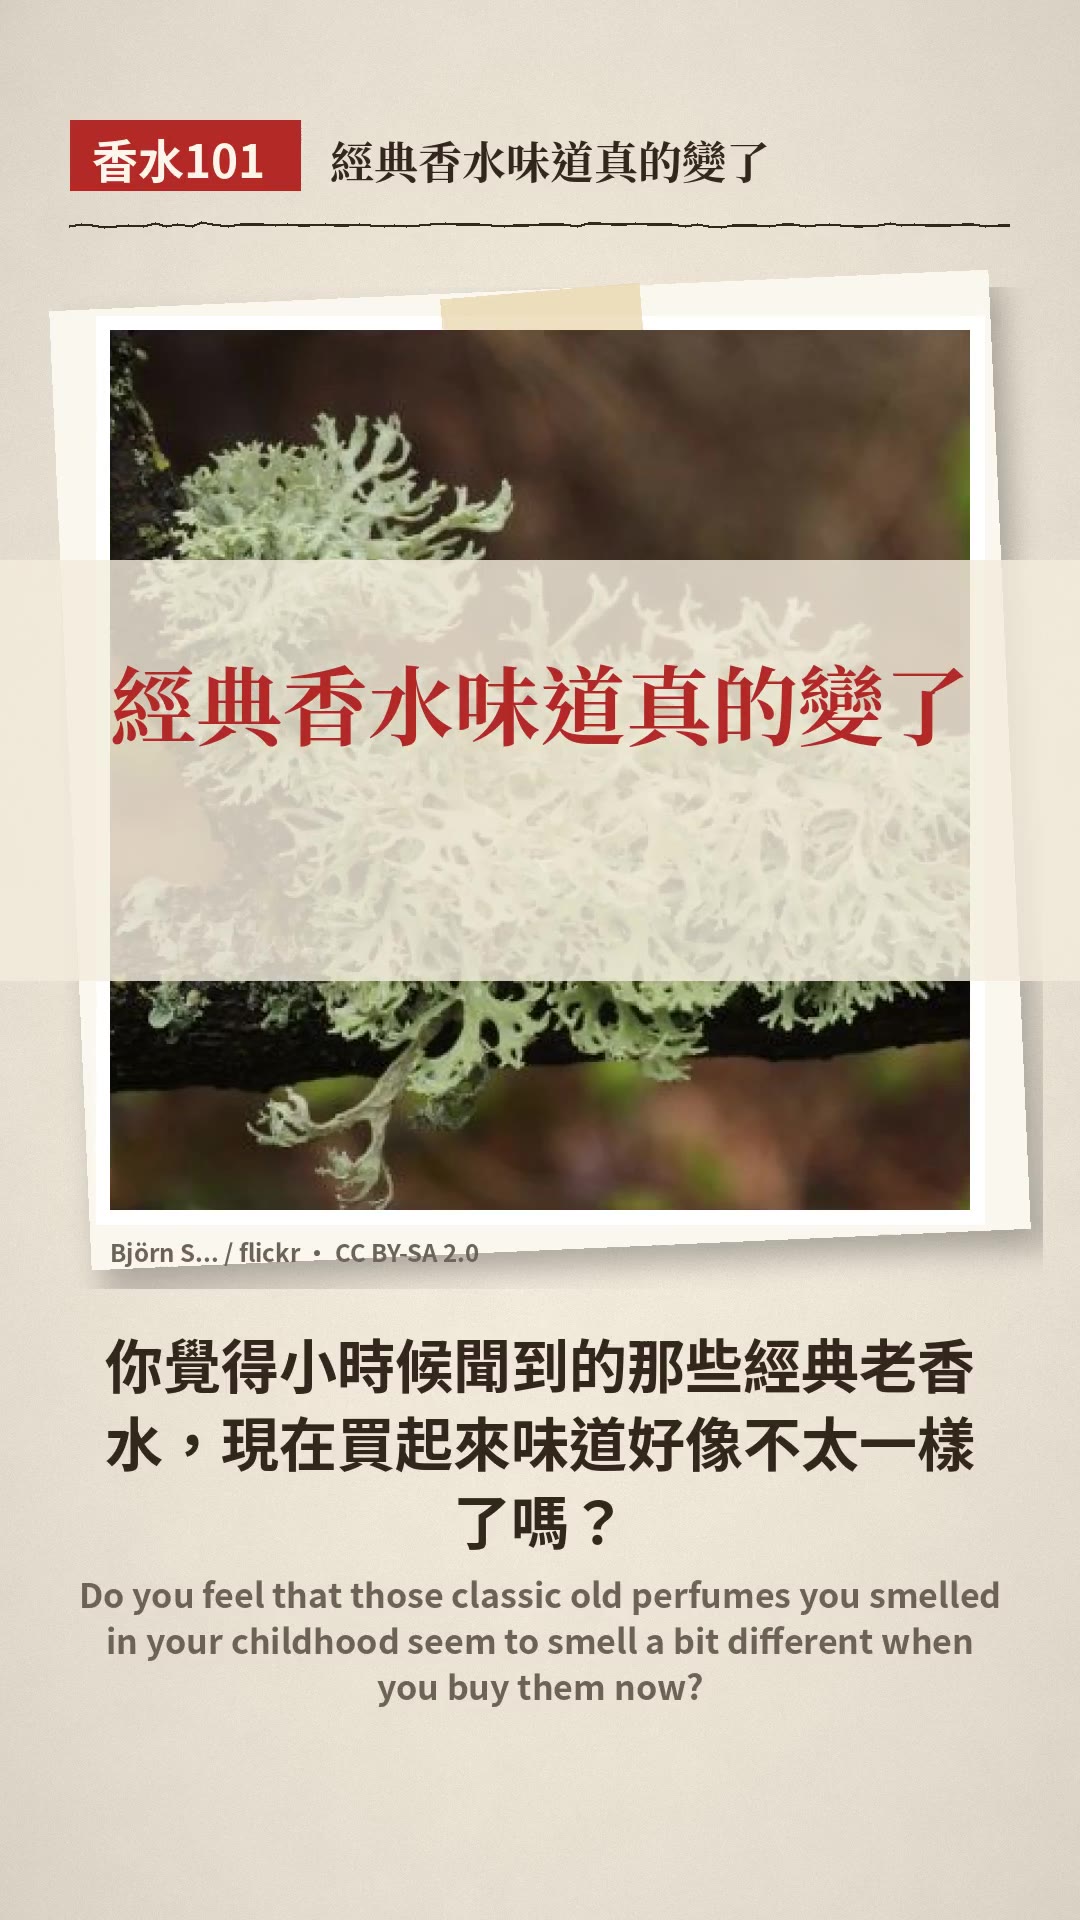 香水101
經典香水味道真的變了
經典香水味道真的變了
Björn S... / flickr • CC BY-SA 2.0
你覺得小時候聞到的那些經典老香
水，現在買起來味道好像不太一樣
了嗎？
Do you feel that those classic old perfumes you smelled
in your childhood seem to smell a bit different when
you buy them now?